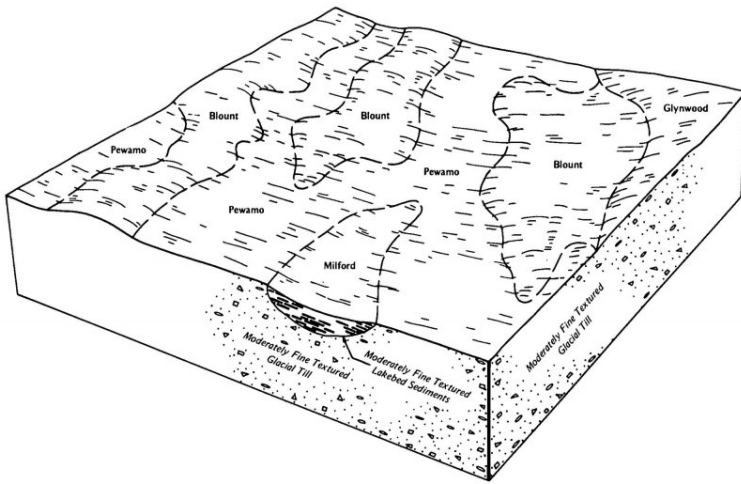 Glynwood
Blount
Blount
Pewamo
Blount
Pewamo
Pewamo
Milford
Moderately Fine Textured
Glacial Till
Moderately Fine Textured
Lakebed Sediments
Moderately Fine Textured
Glacial Till